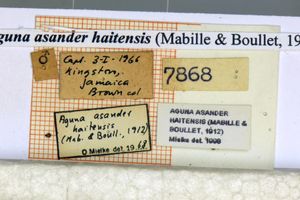 guna asander haitensis (Mabille & Boullet, 19
♂
Capt. 3-I-1966
Kingston,
Jamaica
Brown col.
7868
Aguna asander
haitensis
(Mab. & Boull., 1912)
O Mielke det. 1968
AGUNA ASANDER
HAITENSIS (MABILLE &
BOULLET, 1912)
Mielke det. 1998